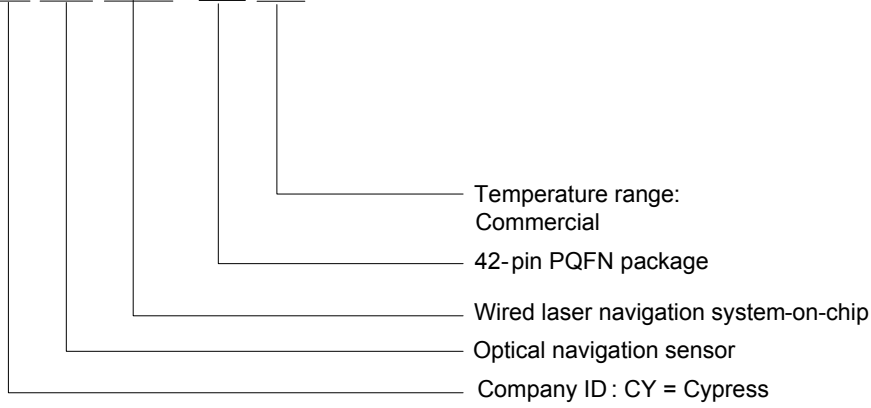 Temperature range:
Commercial
42-pin PQFN package
Wired laser navigation system-on-chip
Optical navigation sensor
Company ID : CY = Cypress